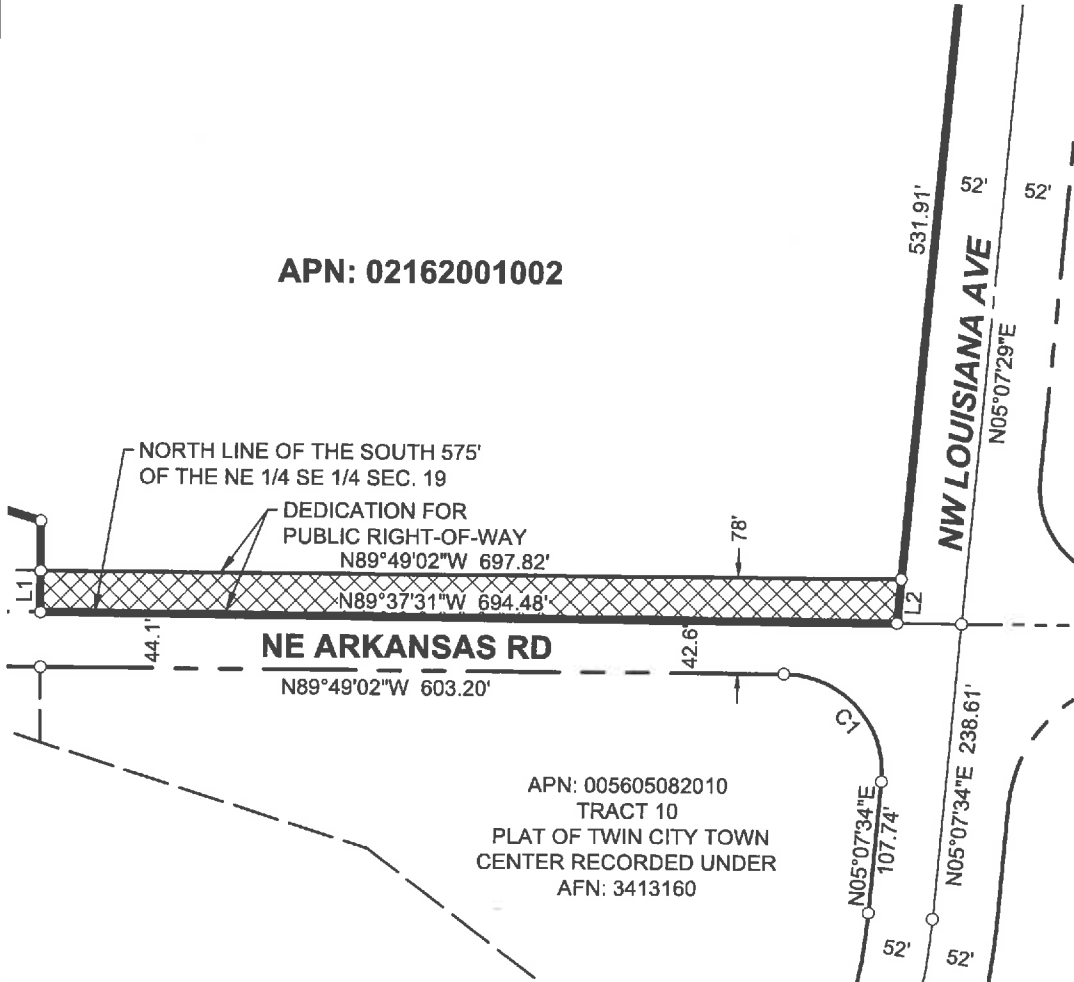 52'
52'
531.91'
APN: 02162001002
NW LOUISIANA AVE
N05°07'29"E
NORTH LINE OF THE SOUTH 575'
OF THE NE 1/4 SE 1/4 SEC. 19
DEDICATION FOR
PUBLIC RIGHT-OF-WAY
N89°49'02"W 697.82'
78'
L1
N89°37'31"W 694.48'
L2
44.1'
NE ARKANSAS RD
42.6'
N89°49'02"W 603.20'
C1
N05°07'34"E 238.61'
APN: 005605082010
TRACT 10
PLAT OF TWIN CITY TOWN
CENTER RECORDED UNDER
AFN: 3413160
N05°07'34"E
107.74'
52'
52'